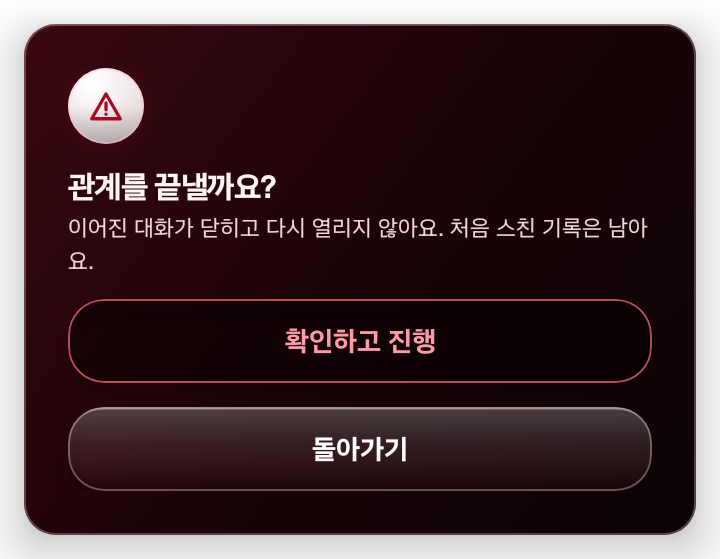 관계를 끝낼까요?
이어진 대화가 닫히고 다시 열리지 않아요. 처음 스친 기록은 남아
요.
확인하고 진행
돌아가기